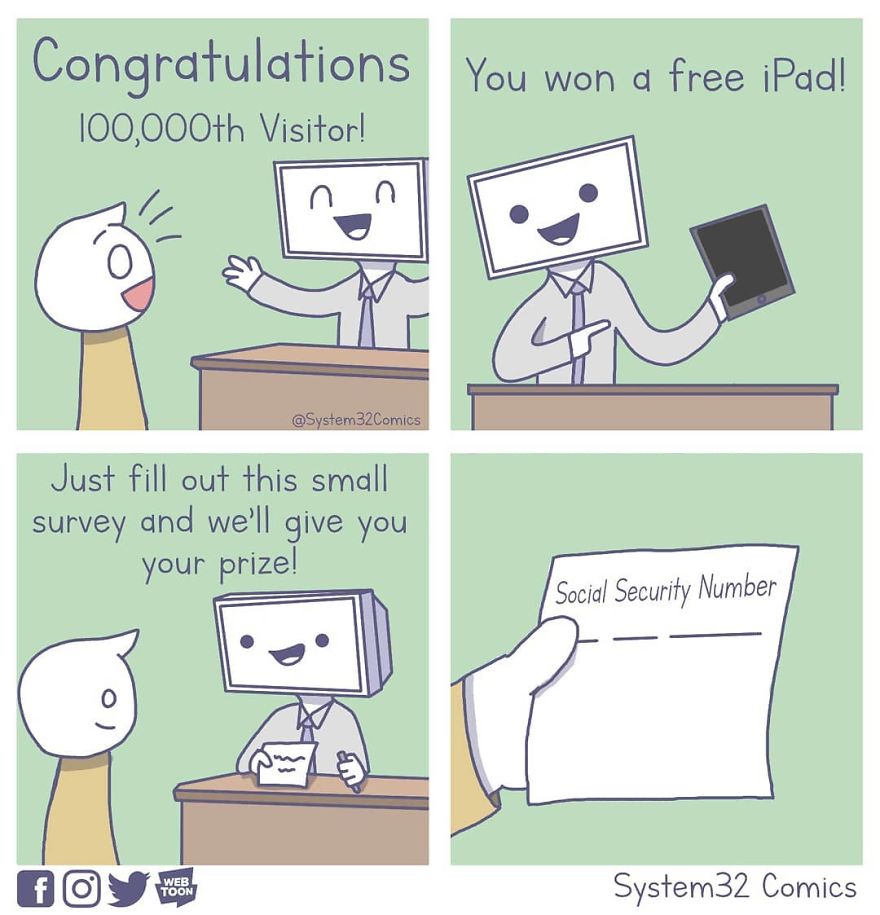 Congratulations
100,000th Visitor!
@System32Comics
You won a free iPad!
Just fill out this small
survey and we'll give you
your prize!
Social Security Number
f
WEB
TOON
System32 Comics